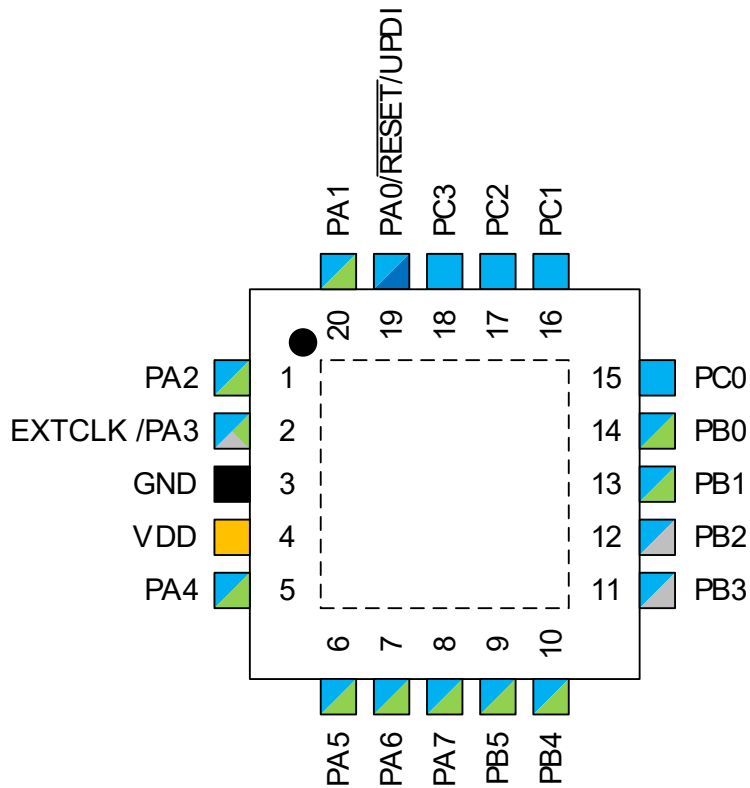 PA1
PA0/RESET/UPDI
PC3
PC2
PC1
20
19
18
17
16
PA2
1
15
PC0
EXTCLK /PA3
2
14
PB0
GND
3
13
PB1
VDD
4
12
PB2
PA4
5
11
PB3
6
7
8
9
10
PA5
PA6
PA7
PB5
PB4